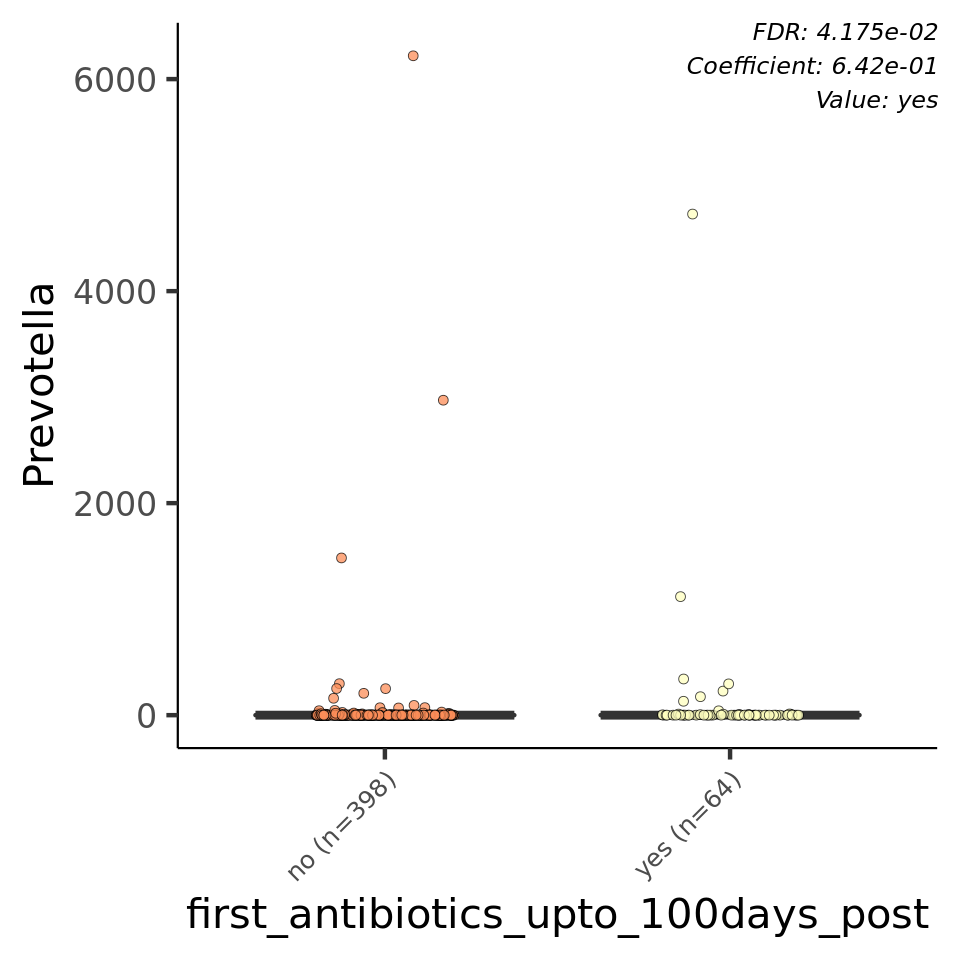 FDR: 4.175e-02
Coefficient: 6.42e-01
Value: yes
6000
4000
2000
0
Prevotella
no (n=398)
yes (n=64)
first_antibiotics_upto_100days_post